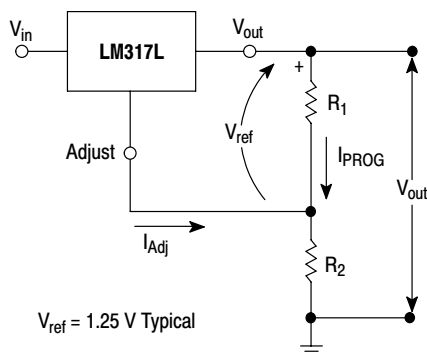 V_in
LM317L
V_out
+
R_1
V_ref
Adjust
I_PROG
V_out
I_Adj
R_2
V_ref = 1.25 V Typical